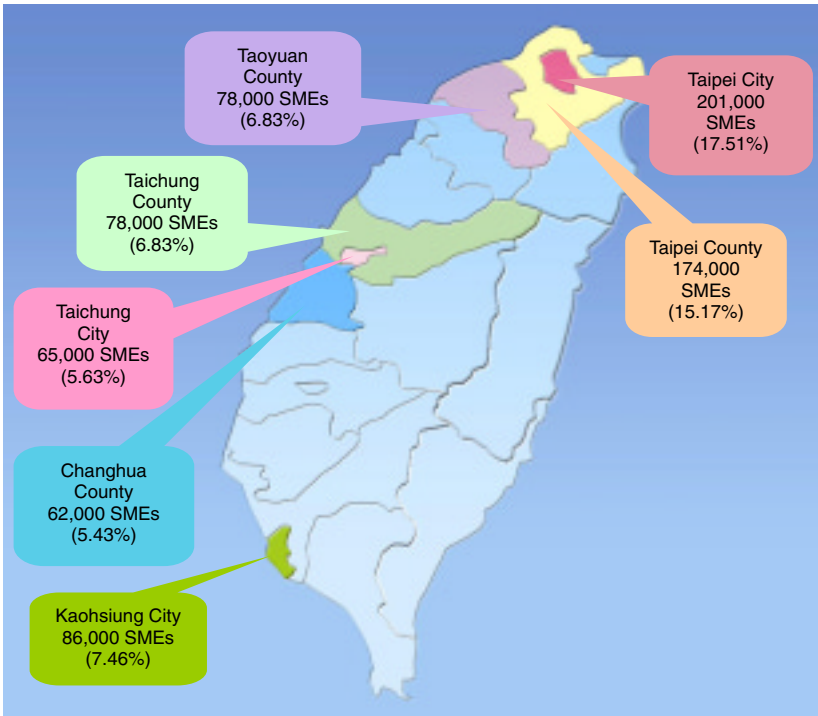 Taoyuan
County
78,000 SMEs
(6.83%)
Taipei City
201,000
SMEs
(17.51%)
Taichung
County
78,000 SMEs
(6.83%)
Taipei County
174,000
SMEs
(15.17%)
Taichung
City
65,000 SMEs
(5.63%)
Changhua
County
62,000 SMEs
(5.43%)
Kaohsiung City
86,000 SMEs
(7.46%)